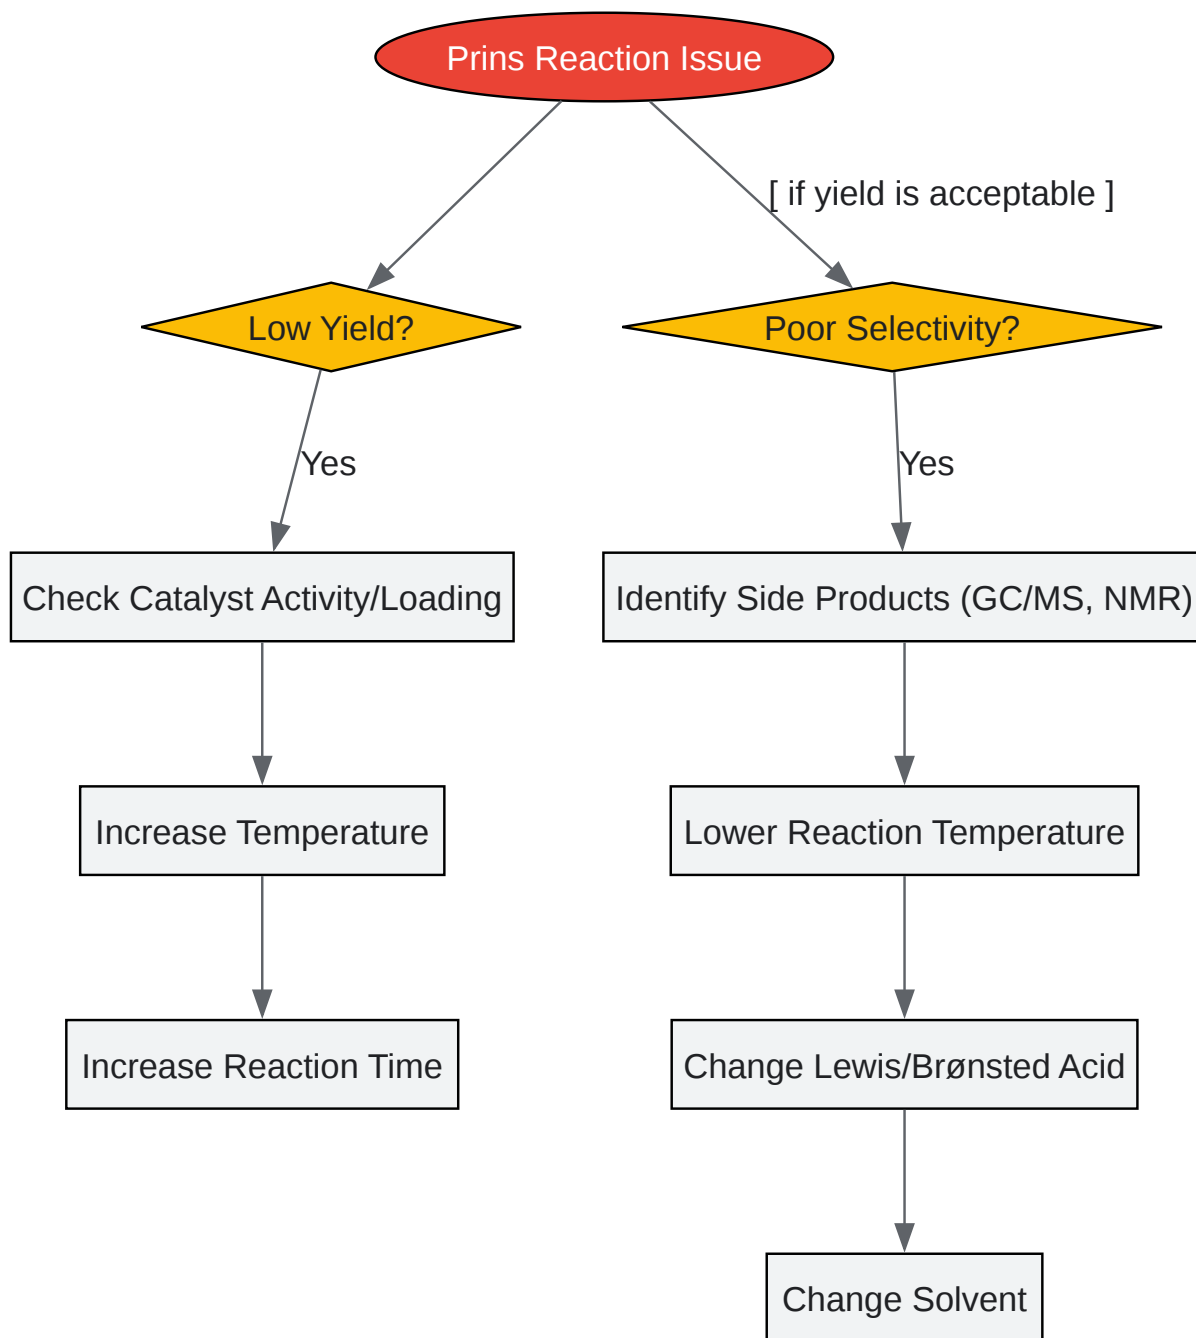 Prins Reaction Issue
[ if yield is acceptable ]
Low Yield?
Poor Selectivity?
Yes
Yes
Check Catalyst Activity/Loading
Identify Side Products (GC/MS, NMR)
Increase Temperature
Lower Reaction Temperature
Increase Reaction Time
Change Lewis/Brønsted Acid
Change Solvent